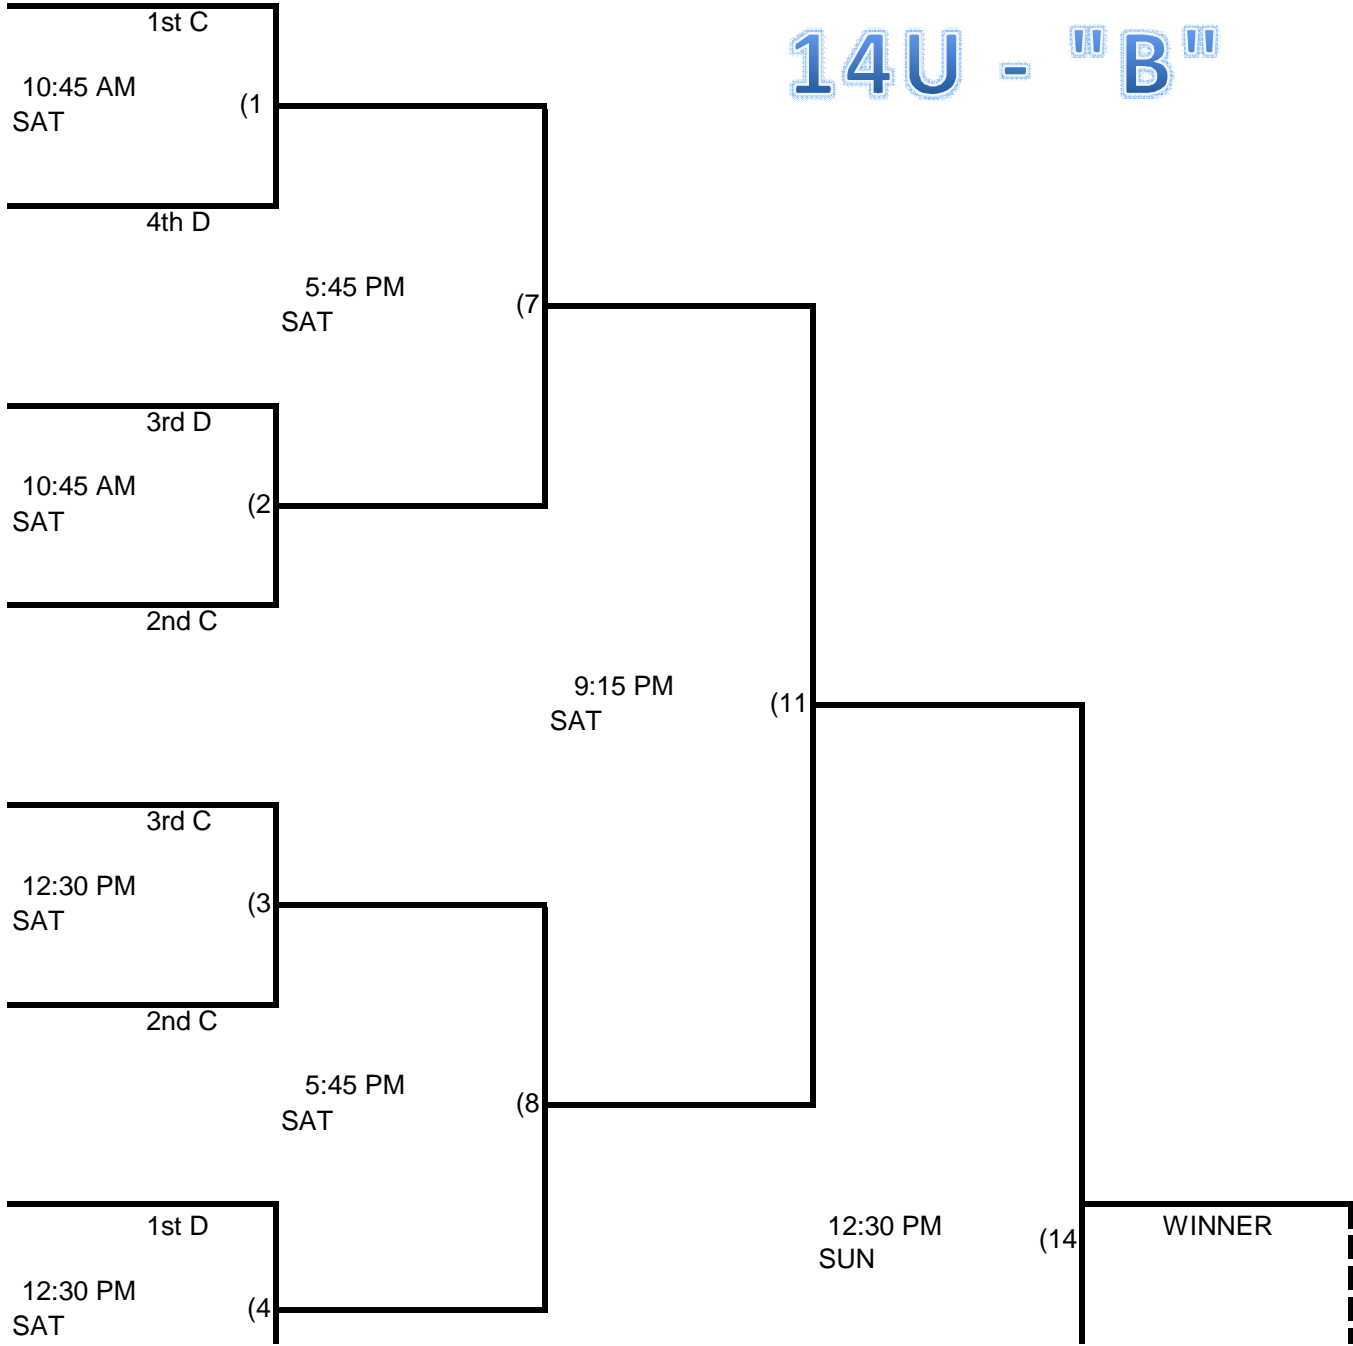 1st C
14U - "B"
10:45 AM
SAT
(1
4th D
5:45 PM
SAT
(7
3rd D
10:45 AM
SAT
(2
2nd C
9:15 PM
SAT
(11
3rd C
12:30 PM
SAT
(3
2nd C
5:45 PM
SAT
(8
1st D
12:30 PM
SUN
(14
WINNER
12:30 PM
SAT
(4